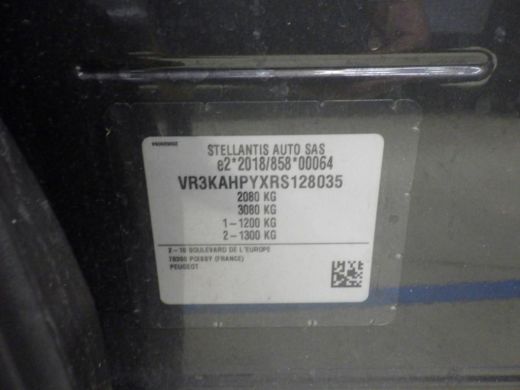 STELLANTIS AUTO SAS
e2*2018/858*00064
VR3KAHPYXRS128035
2080 KG
3080 KG
1-1200 KG
2-1300 KG
2-10 BOULEVARD DE L'EUROPE
78300 POISSY (FRANCE)
PEUGEOT